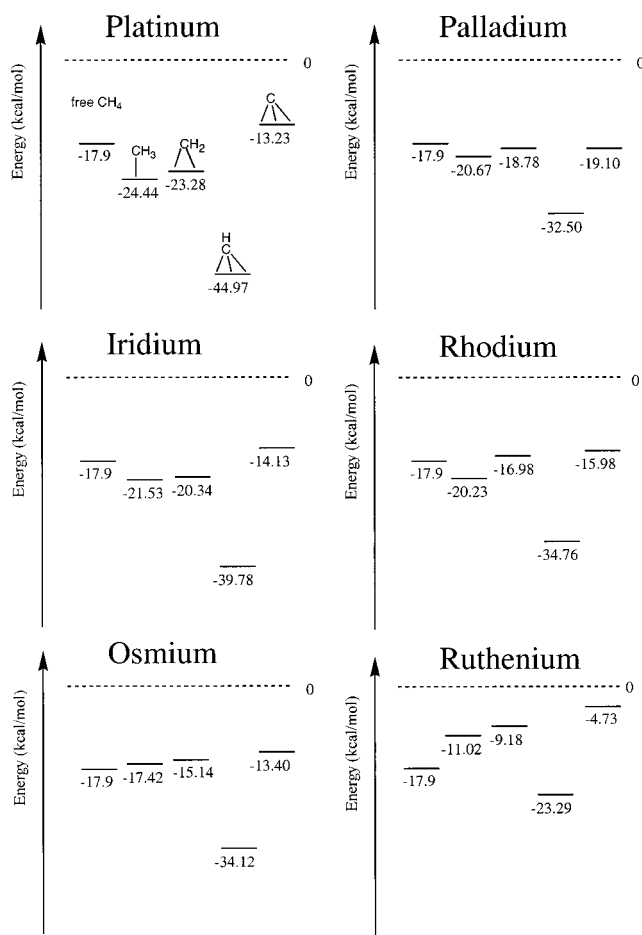 Platinum
Energy (kcal/mol)
0
free CH4
-17.9
CH3
-24.44
CH2
-23.28
H
C
-44.97
C
-13.23
Palladium
Energy (kcal/mol)
0
-17.9
-20.67
-18.78
-32.50
-19.10
Iridium
Energy (kcal/mol)
0
-17.9
-21.53
-20.34
-39.78
-14.13
Rhodium
Energy (kcal/mol)
0
-17.9
-20.23
-16.98
-34.76
-15.98
Osmium
Energy (kcal/mol)
0
-17.9
-17.42
-15.14
-34.12
-13.40
Ruthenium
Energy (kcal/mol)
0
-17.9
-11.02
-9.18
-23.29
-4.73